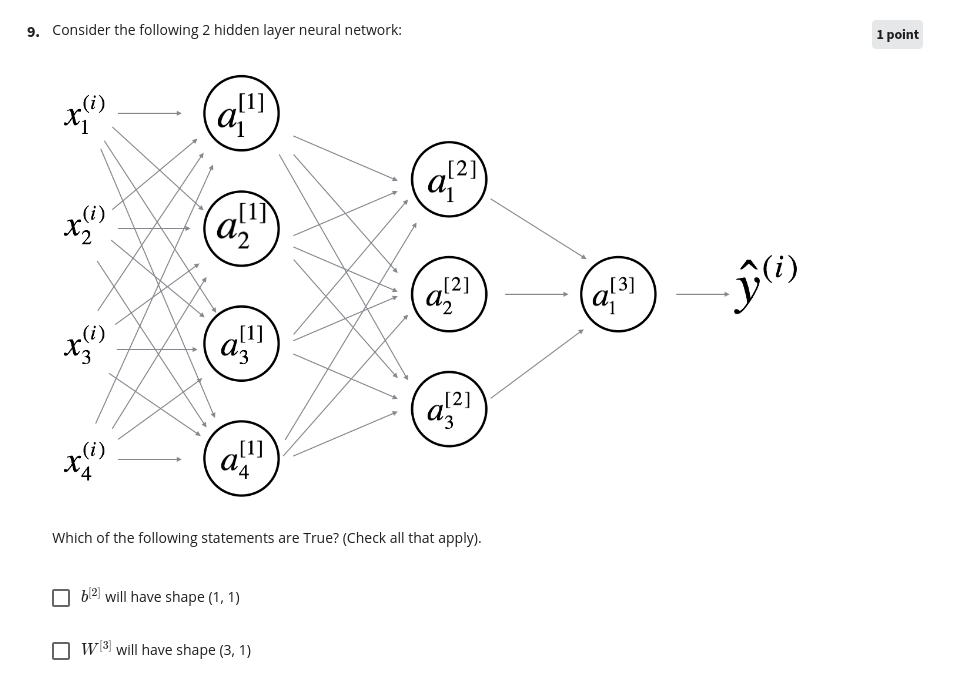 9. Consider the following 2 hidden layer neural network:
1 point
x_1^(i) a_1^[1]
a_1^[2]
x_2^(i) a_2^[1]
a_2^[2] a_1^[3] ŷ^(i)
x_3^(i) a_3^[1]
a_3^[2]
x_4^(i) a_4^[1]
Which of the following statements are True? (Check all that apply).
b^[2] will have shape (1, 1)
W^[3] will have shape (3, 1)